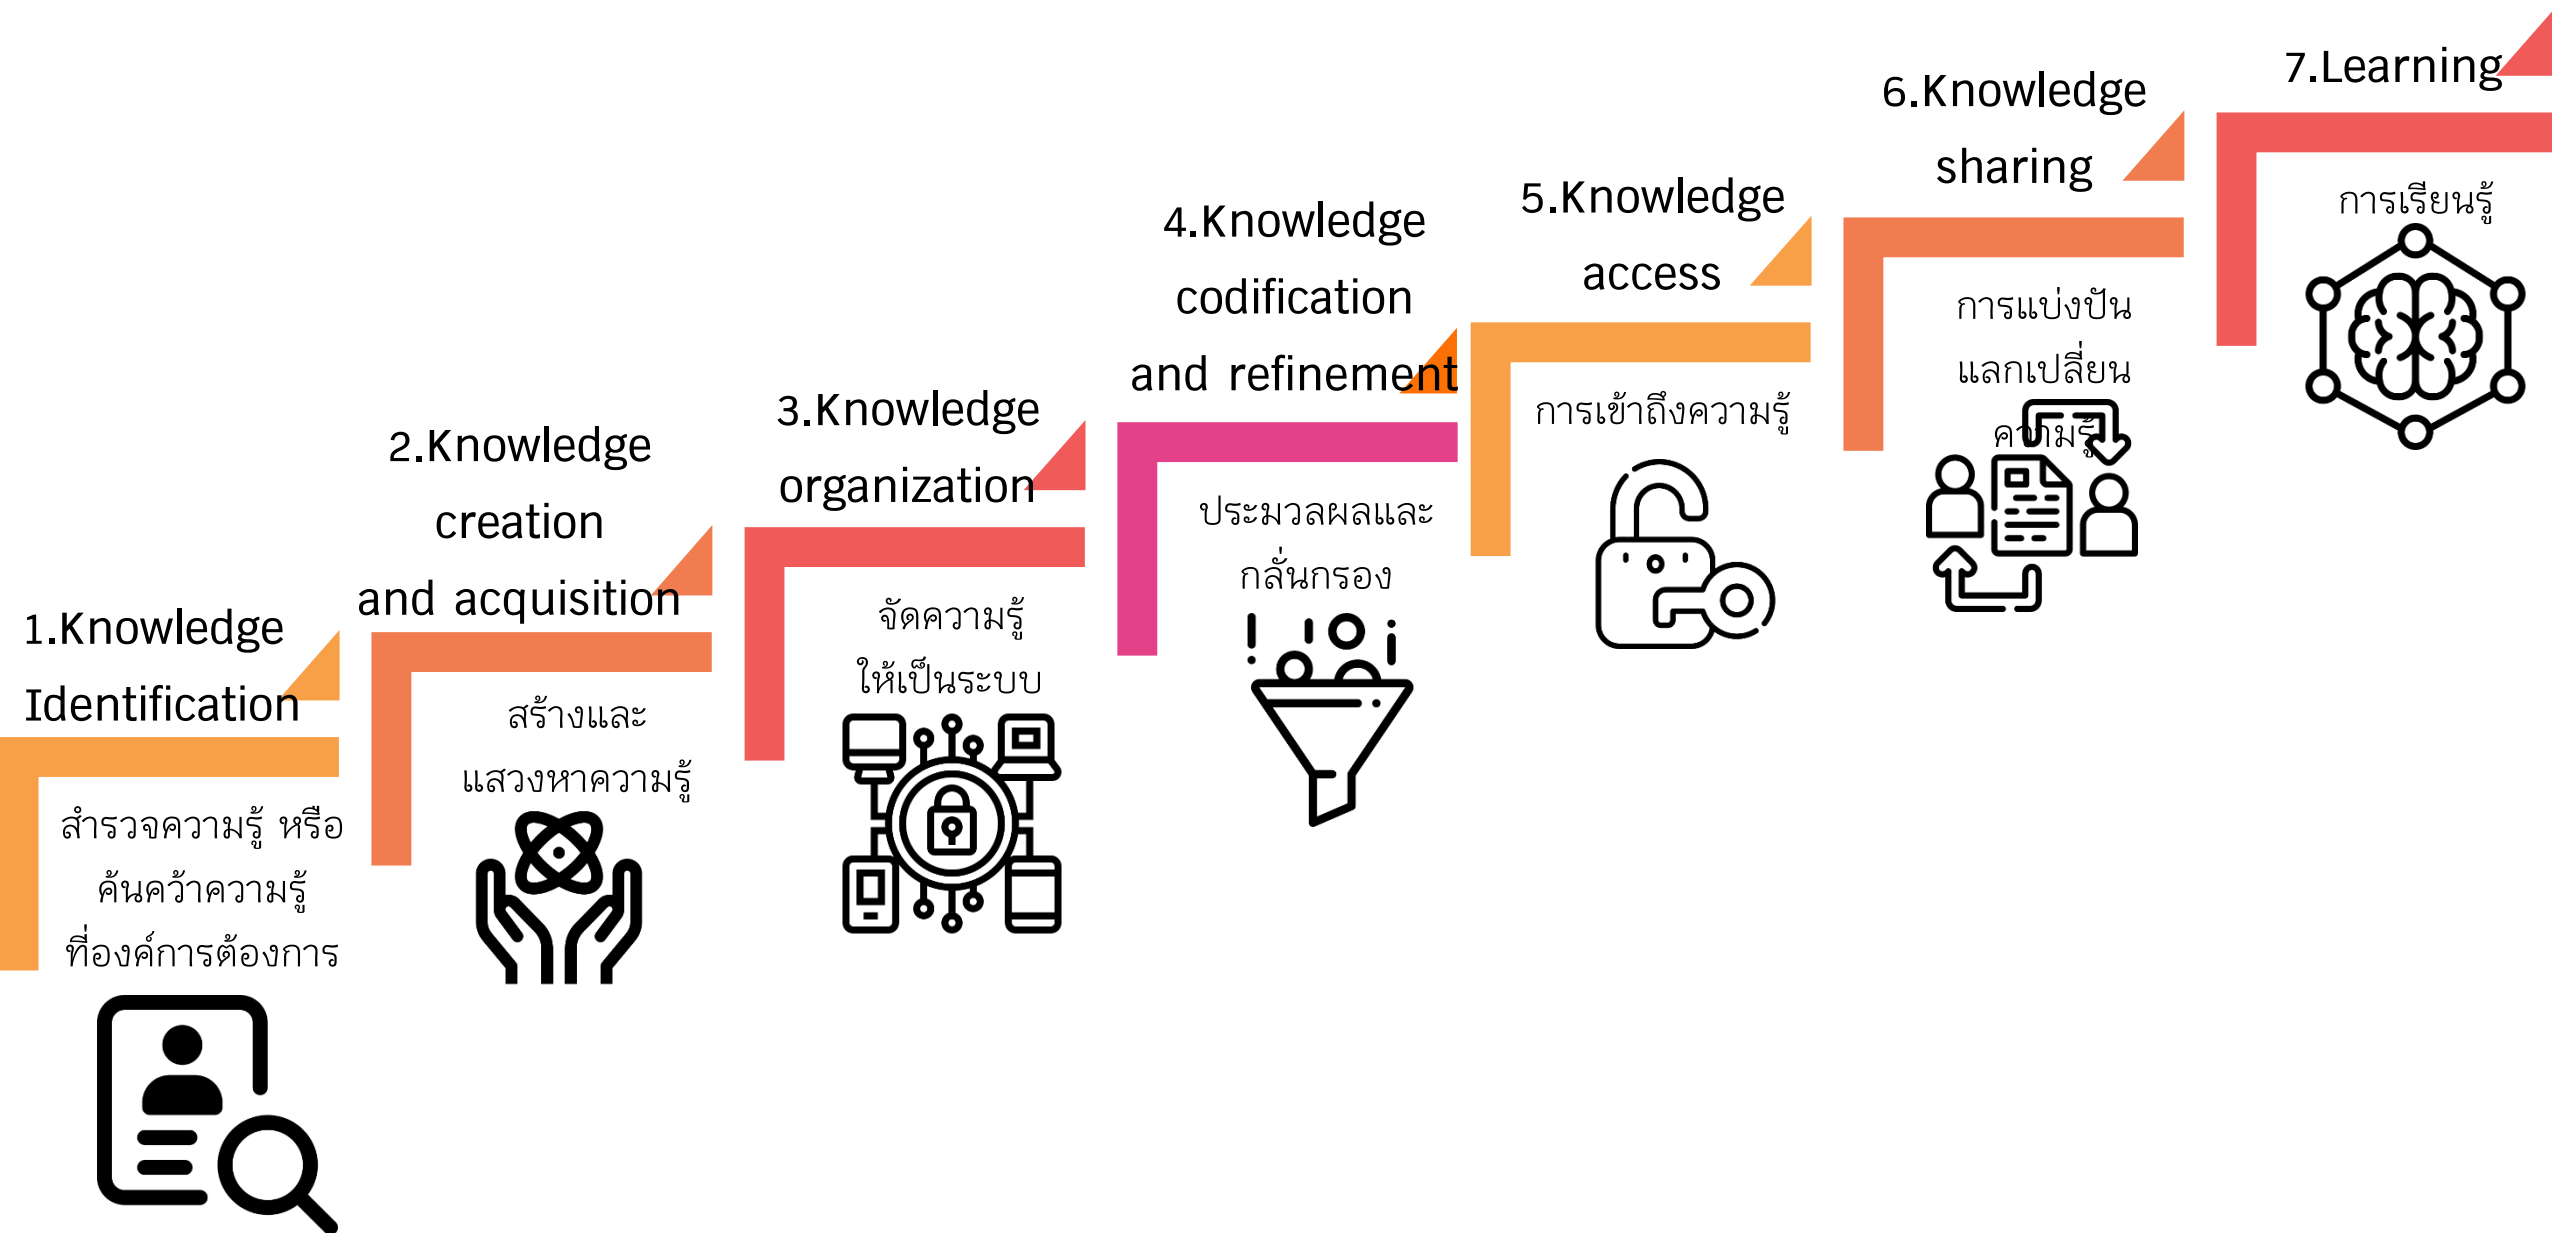 1.Knowledge
Identification
สำรวจความรู้ หรือ
ค้นคว้าความรู้
ที่องค์การต้องการ
2.Knowledge
creation
and acquisition
สร้างและ
แสวงหาความรู้
3.Knowledge
organization
จัดความรู้
ให้เป็นระบบ
4.Knowledge
codification
and refinement
ประมวลผลและ
กลั่นกรอง
5.Knowledge
access
การเข้าถึงความรู้
6.Knowledge
sharing
การแบ่งปัน
แลกเปลี่ยน
ความรู้
7.Learning
การเรียนรู้